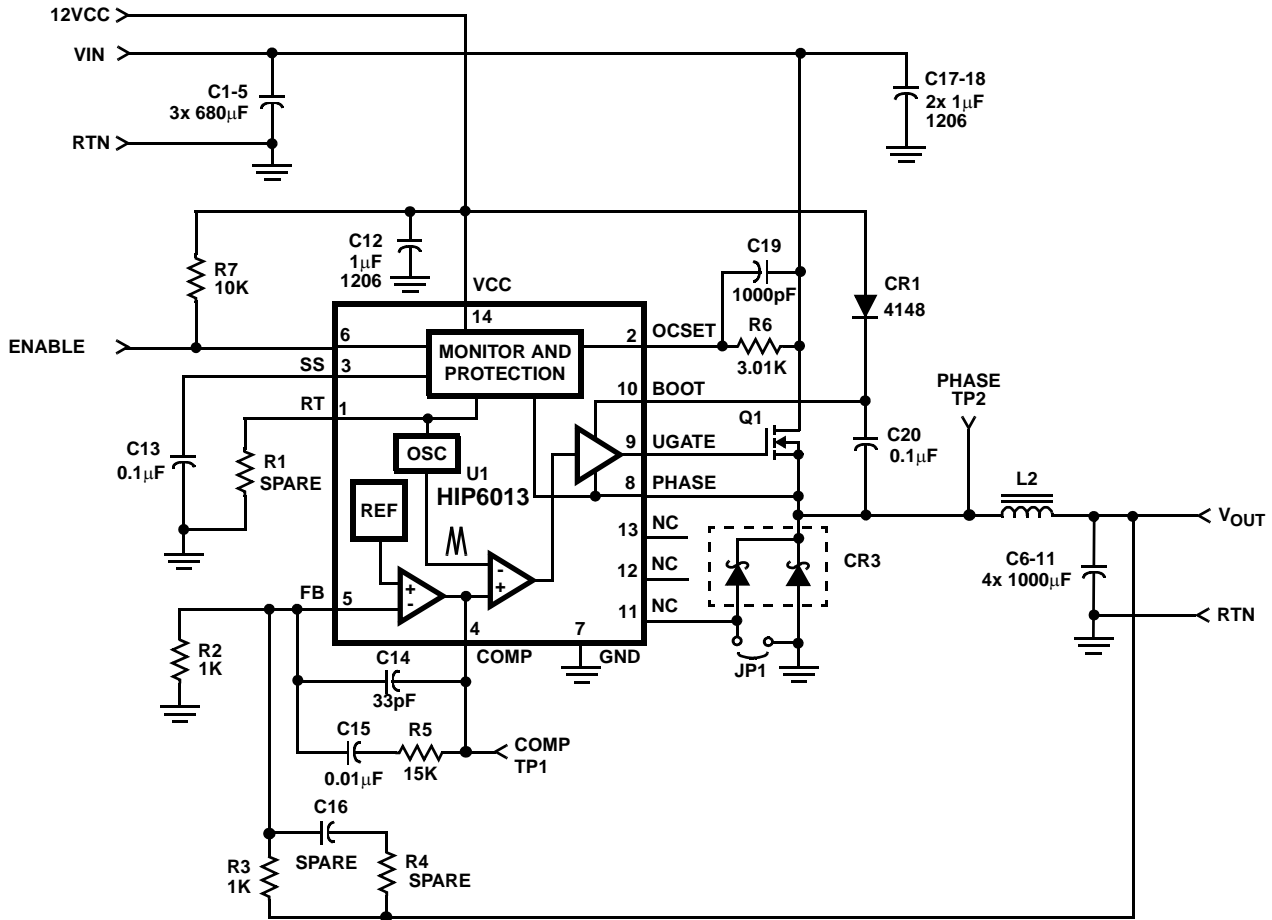 12VCC
VIN
C1-5
3x 680μF
RTN
C17-18
2x 1μF
1206
C12
1μF
1206
R7
10K
VCC
14
C19
1000pF
CR1
4148
ENABLE
6
MONITOR AND
PROTECTION
2
OCSET
R6
3.01K
SS
3
RT
1
10
BOOT
PHASE
TP2
Q1
C13
0.1μF
R1
SPARE
OSC
U1
HIP6013
REF
9
UGATE
C20
0.1μF
8
PHASE
L2
VOUT
13
NC
12
NC
11
NC
CR3
C6-11
4x 1000μF
RTN
FB
5
+
-
-
+
4
COMP
7
GND
JP1
R2
1K
C14
33pF
C15
0.01μF
R5
15K
COMP
TP1
C16
SPARE
R3
1K
R4
SPARE